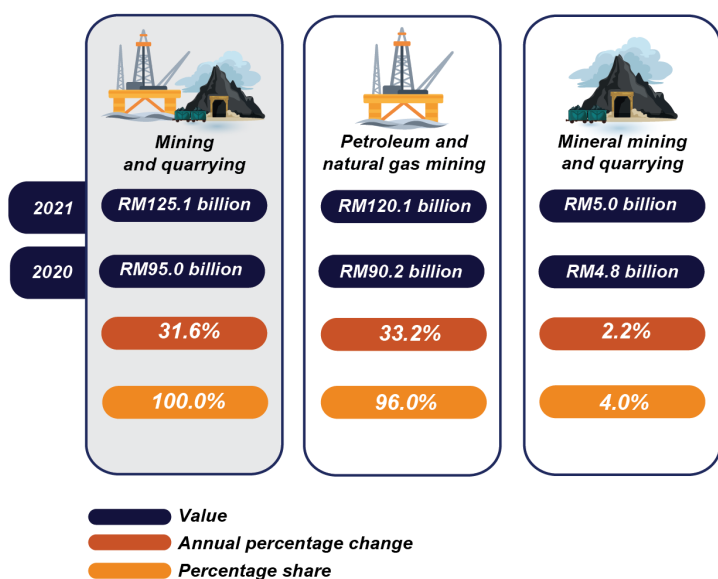 Mining
and quarrying
Petroleum and
natural gas mining
Mineral mining
and quarrying
2021
RM125.1 billion
RM120.1 billion
RM5.0 billion
2020
RM95.0 billion
RM90.2 billion
RM4.8 billion
31.6%
33.2%
2.2%
100.0%
96.0%
4.0%
Value
Annual percentage change
Percentage share